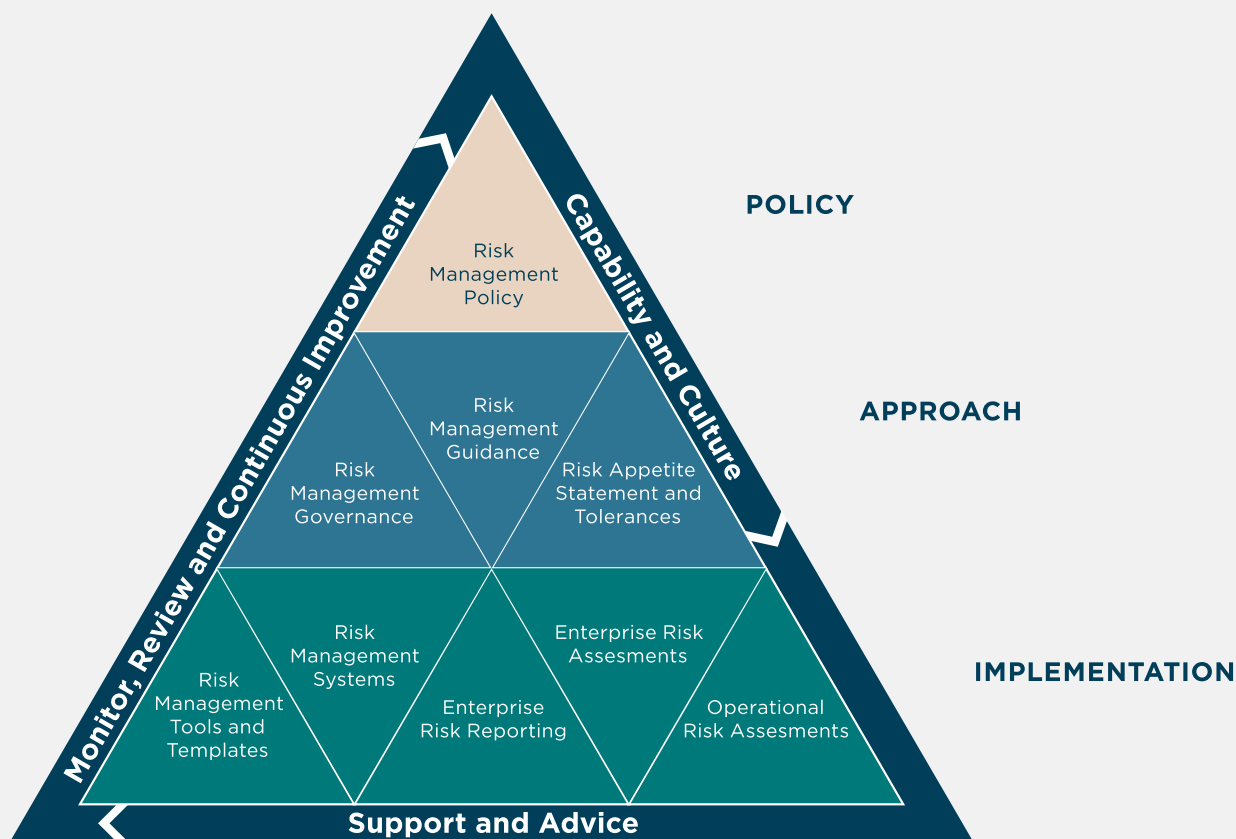 POLICY
Risk
Management
Policy
Capability and Culture
Monitor, Review and Continuous Improvement
APPROACH
Risk
Management
Guidance
Risk
Management
Governance
Risk Appetite
Statement and
Tolerances
IMPLEMENTATION
Risk
Management
Tools and
Templates
Risk
Management
Systems
Enterprise
Risk Reporting
Enterprise Risk
Assesments
Operational
Risk Assesments
Support and Advice